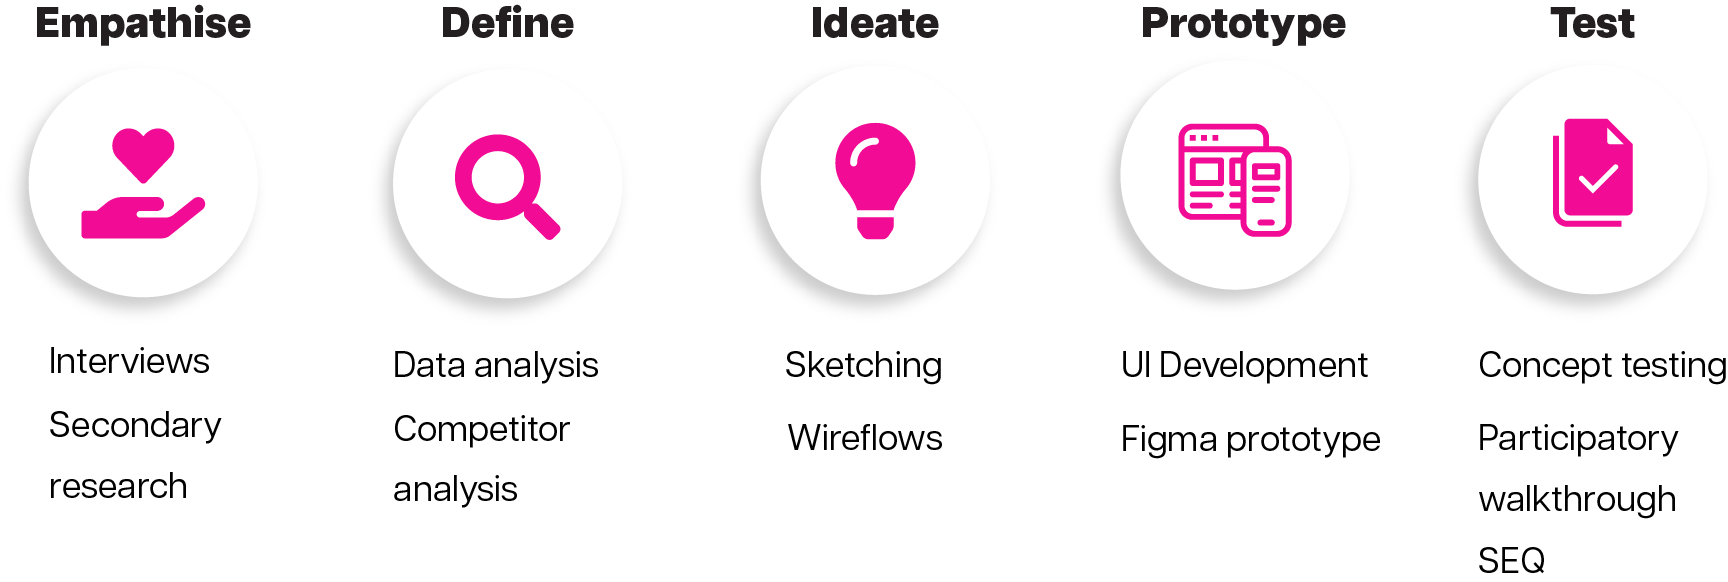 Empathise
Interviews
Secondary
research
Define
Data analysis
Competitor
analysis
Ideate
Sketching
Wireflows
Prototype
UI Development
Figma prototype
Test
Concept testing
Participatory
walkthrough
SEQ